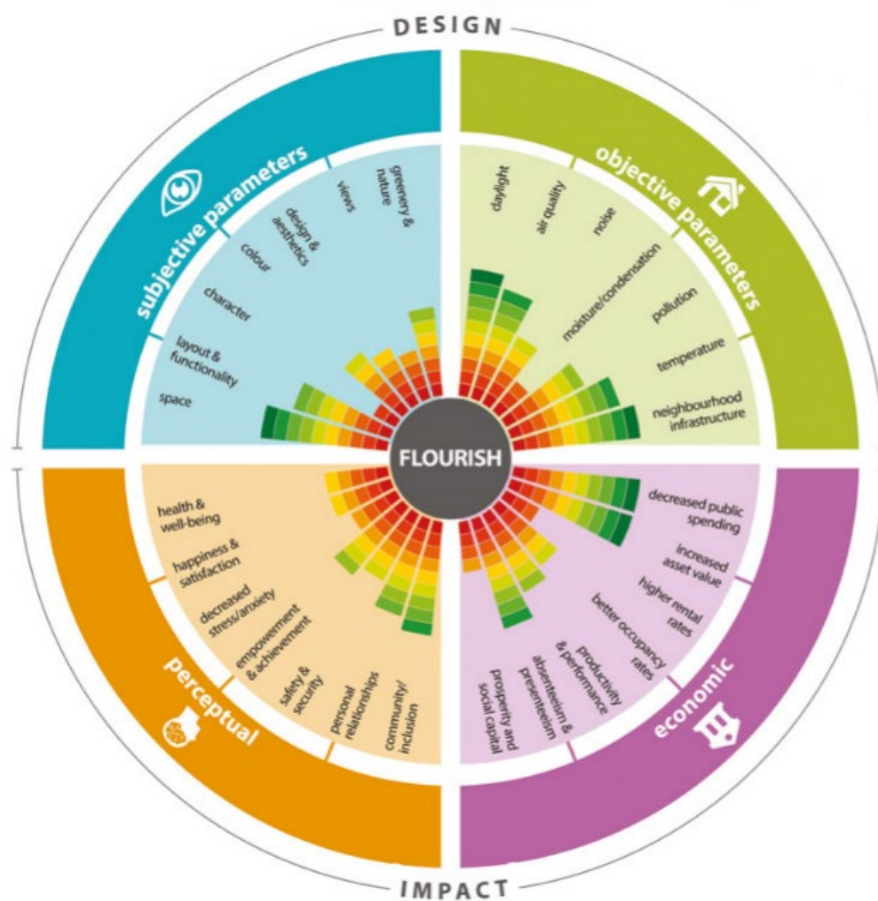 DESIGN
subjective parameters
objective parameters
greenery &
nature
views
design &
aesthetics
colour
character
layout &
functionality
space
daylight
air quality
noise
moisture/condensation
pollution
temperature
neighbourhood
infrastructure
FLOURISH
health &
well-being
happiness &
satisfaction
decreased
stress/anxiety
empowerment
& achievement
safety &
security
personal
relationships
community/
inclusion
decreased public
spending
increased
asset value
higher rental
rates
better occupancy
rates
productivity
& performance
absenteeism &
presenteeism
prosperity and
social capital
perceptual
economic
IMPACT